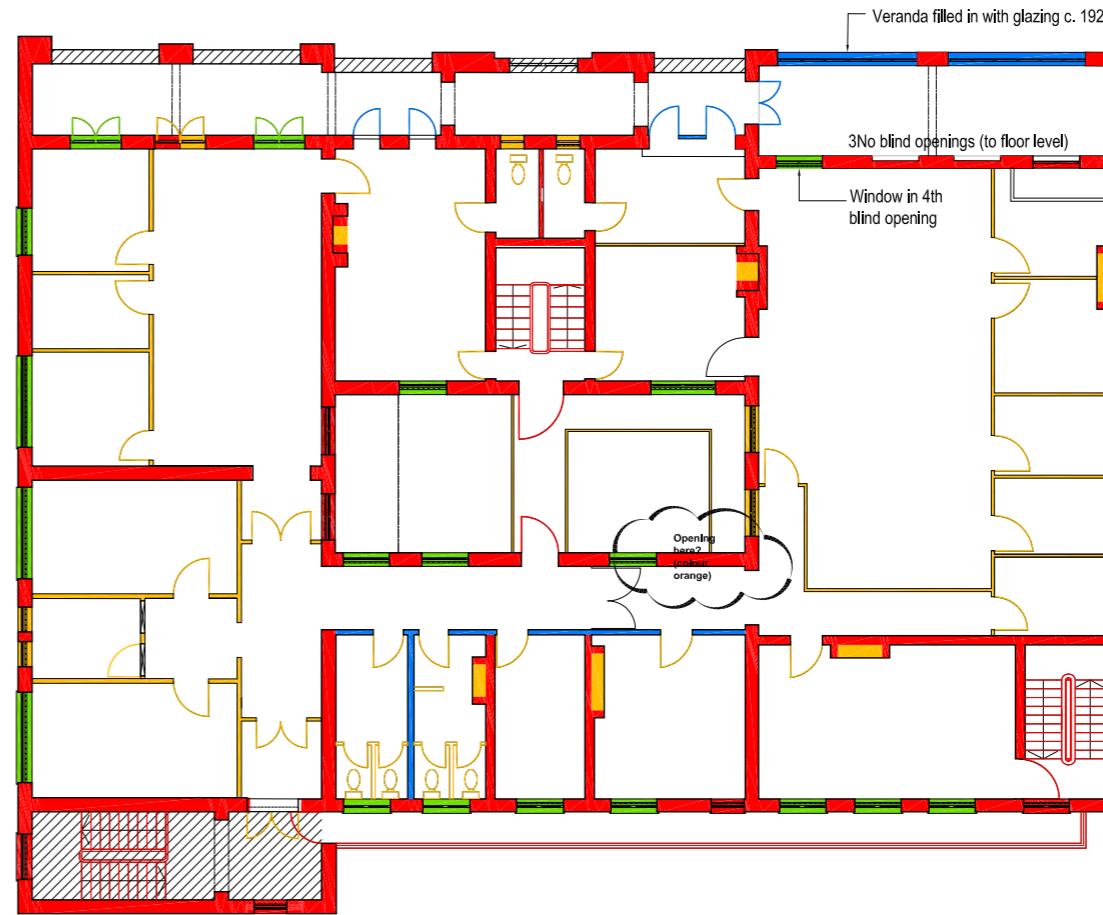 Veranda filled in with glazing c. 192
3No blind openings (to floor level)
Window in 4th
blind opening
Opening
here?
(colour
orange)